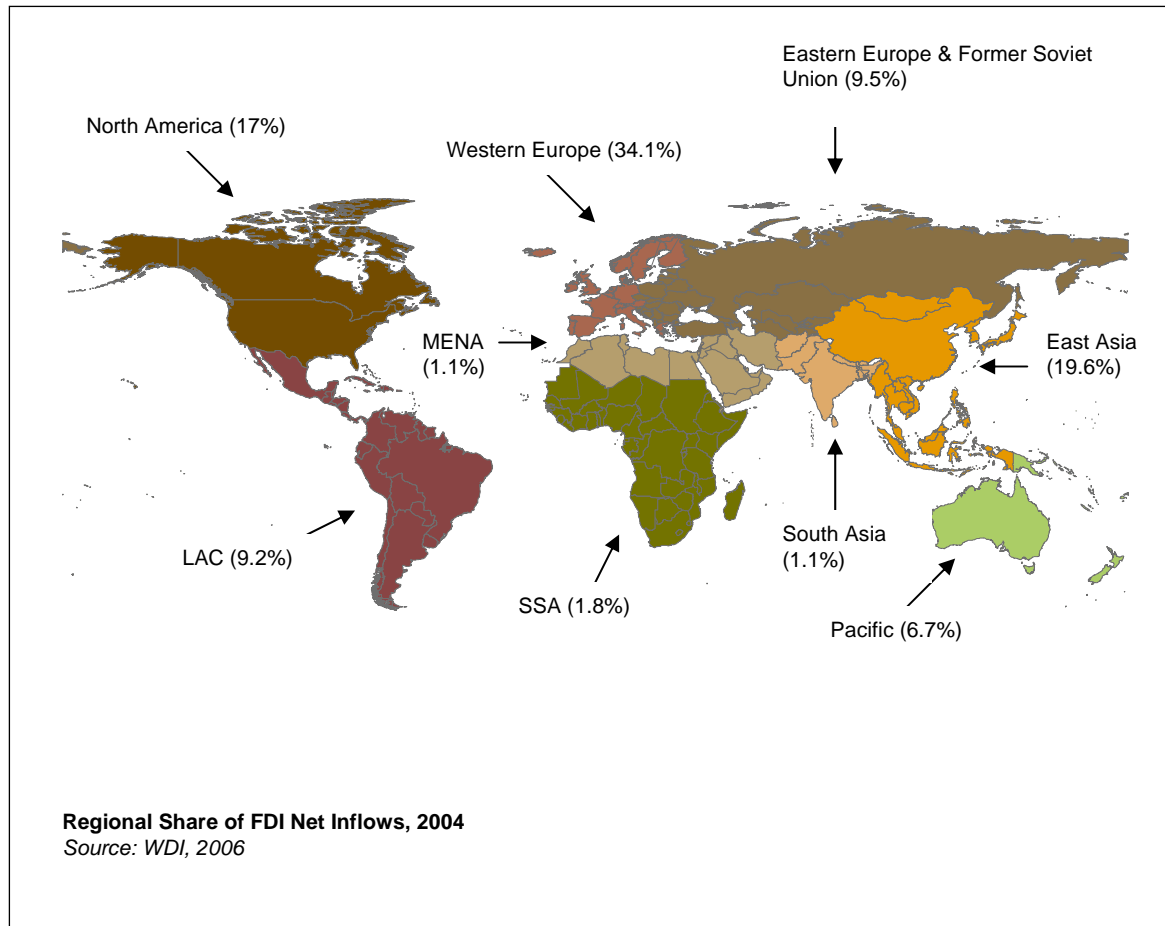 Eastern Europe & Former Soviet
Union (9.5%)
North America (17%)
Western Europe (34.1%)
MENA
(1.1%)
East Asia
(19.6%)
South Asia
(1.1%)
LAC (9.2%)
SSA (1.8%)
Pacific (6.7%)
Regional Share of FDI Net Inflows, 2004
Source: WDI, 2006